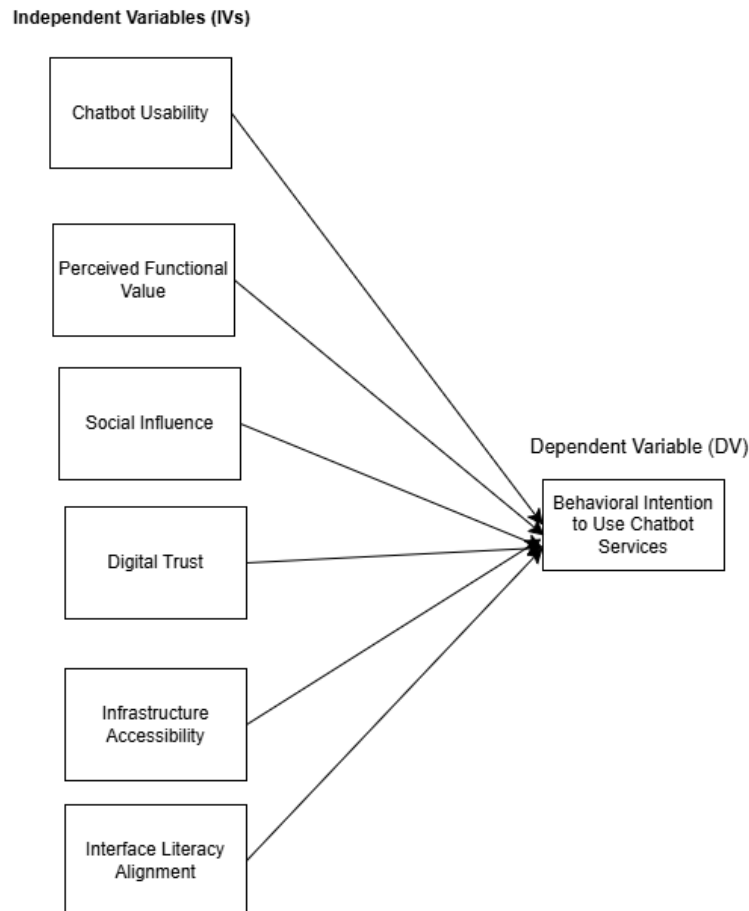 Independent Variables (IVs)
Chatbot Usability
Perceived Functional
Value
Social Influence
Dependent Variable (DV)
Behavioral Intention
to Use Chatbot
Services
Digital Trust
Infrastructure
Accessibility
Interface Literacy
Alignment